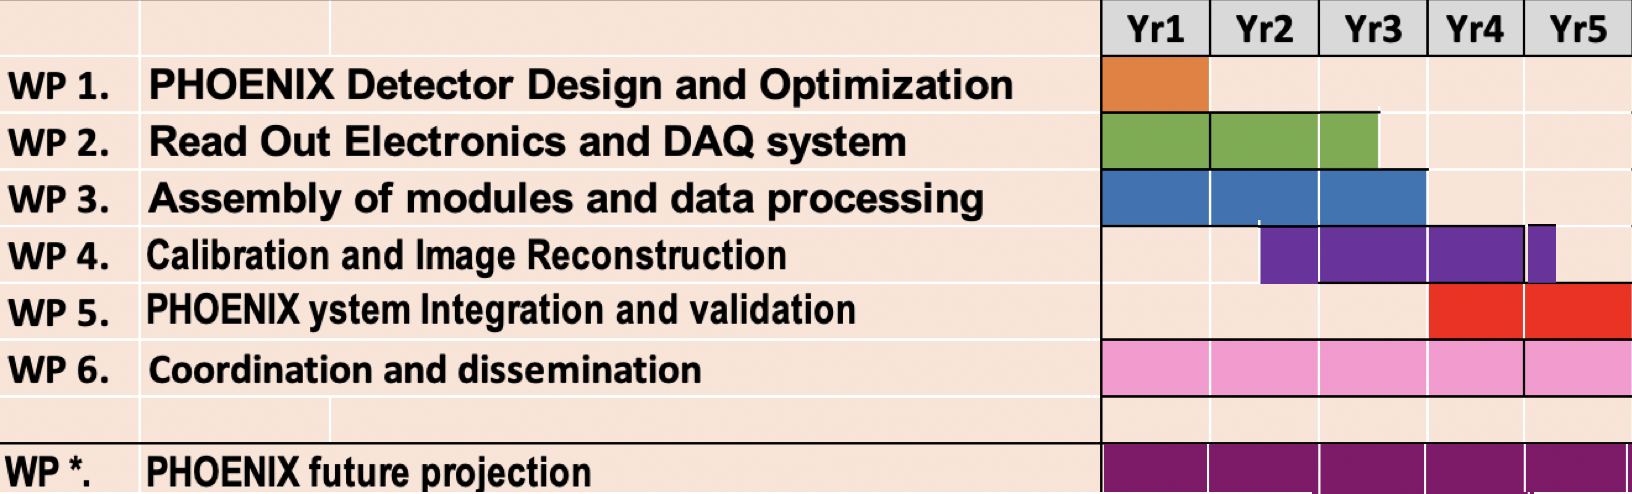 Yr1 Yr2 Yr3 Yr4 Yr5
WP 1. PHOENIX Detector Design and Optimization
WP 2. Read Out Electronics and DAQ system
WP 3. Assembly of modules and data processing
WP 4. Calibration and Image Reconstruction
WP 5. PHOENIX ystem Integration and validation
WP 6. Coordination and dissemination
WP *. PHOENIX future projection